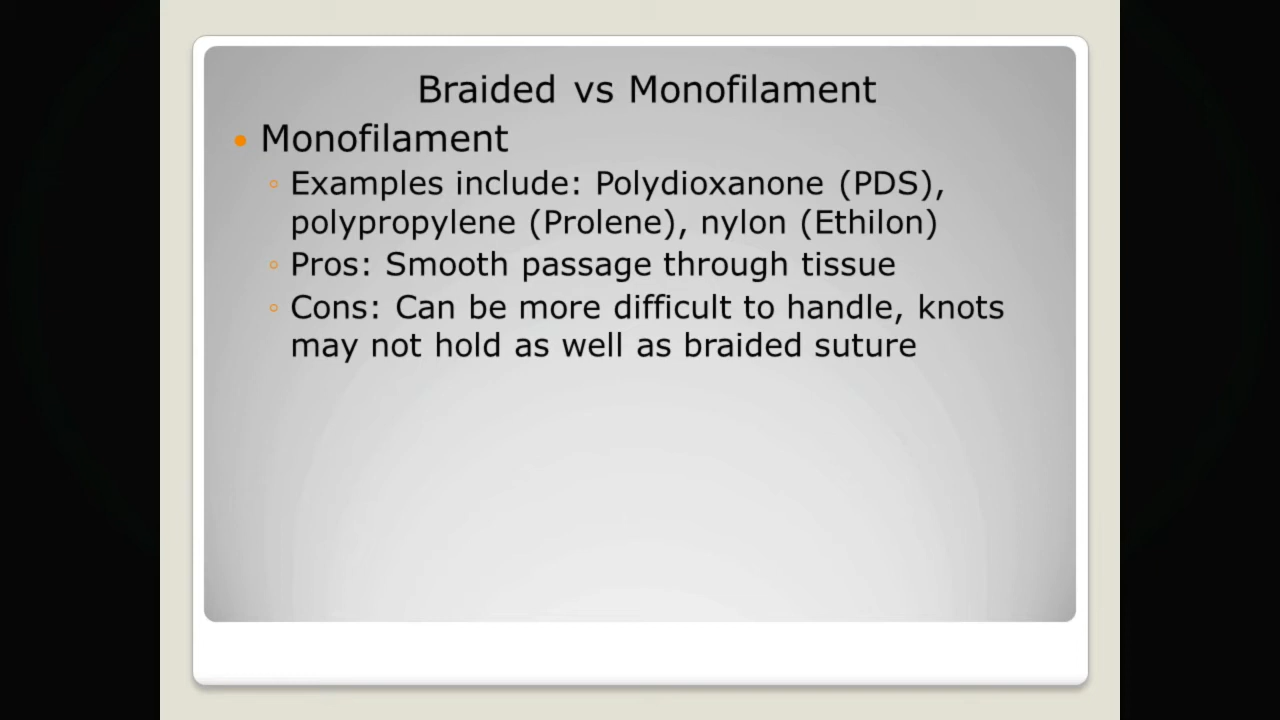 Braided vs Monofilament
• Monofilament
◦ Examples include: Polydioxanone (PDS),
polypropylene (Prolene), nylon (Ethilon)
◦ Pros: Smooth passage through tissue
◦ Cons: Can be more difficult to handle, knots
may not hold as well as braided suture